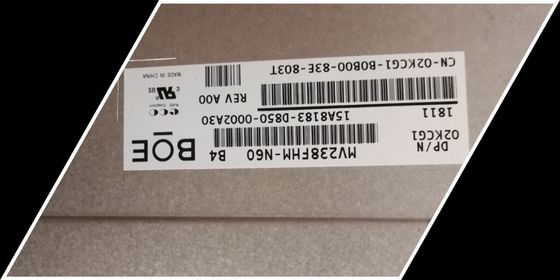 DP/N
02KCG1
MV238FHM-N60 B4
BOE
1811
15A8183-0850-0002A30
REV A00
CN-02KCG1-BOB00-83E-803T
MADE IN CHINA